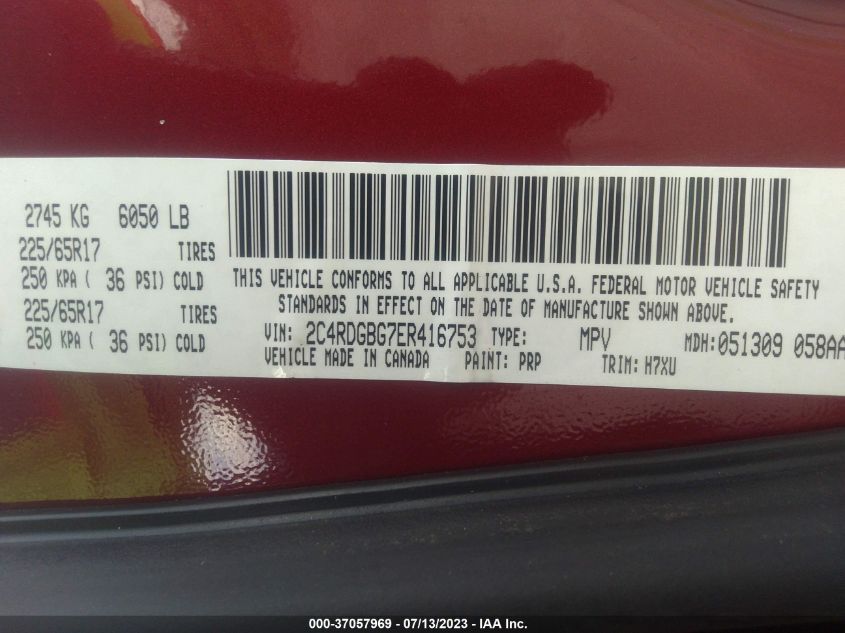 2745 KG 6050 LB
225/65R17 TIRES
250 KPA ( 36 PSI) COLD
225/65R17 TIRES
250 KPA ( 36 PSI) COLD
THIS VEHICLE CONFORMS TO ALL APPLICABLE U.S.A. FEDERAL MOTOR VEHICLE SAFETY
STANDARDS IN EFFECT ON THE DATE OF MANUFACTURE SHOWN ABOVE.
VIN: 2C4RDGBG7ER416753 TYPE: MPV MDH: 051309 058AA
VEHICLE MADE IN CANADA PAINT: PRP TRIM: H7XU
000-37057969 - 07/13/2023 - IAA Inc.